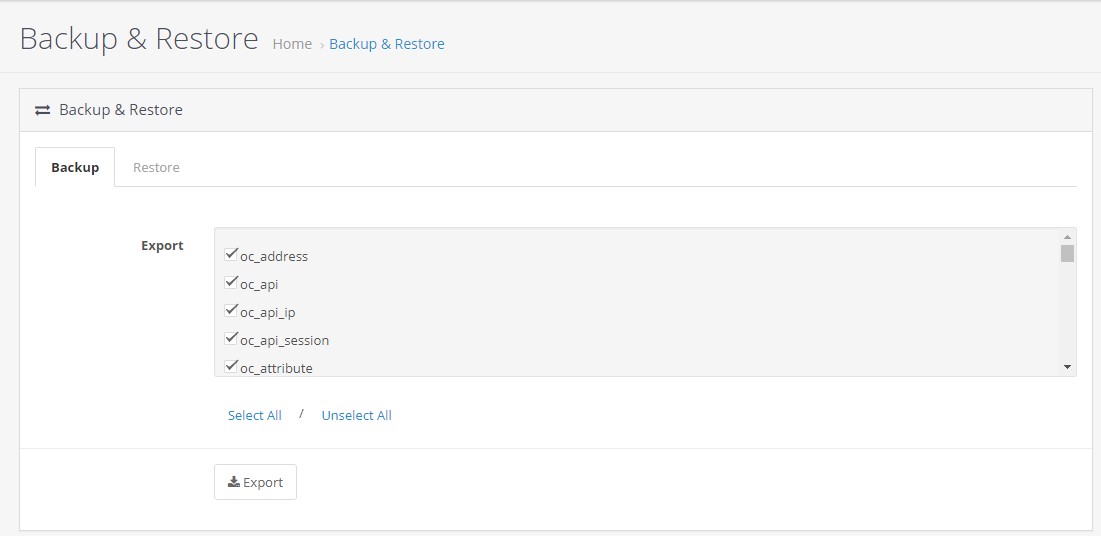 Backup & Restore Home › Backup & Restore
Backup & Restore
Backup Restore
Export
oc_address
oc_api
oc_api_ip
oc_api_session
oc_attribute
Select All / Unselect All
Export